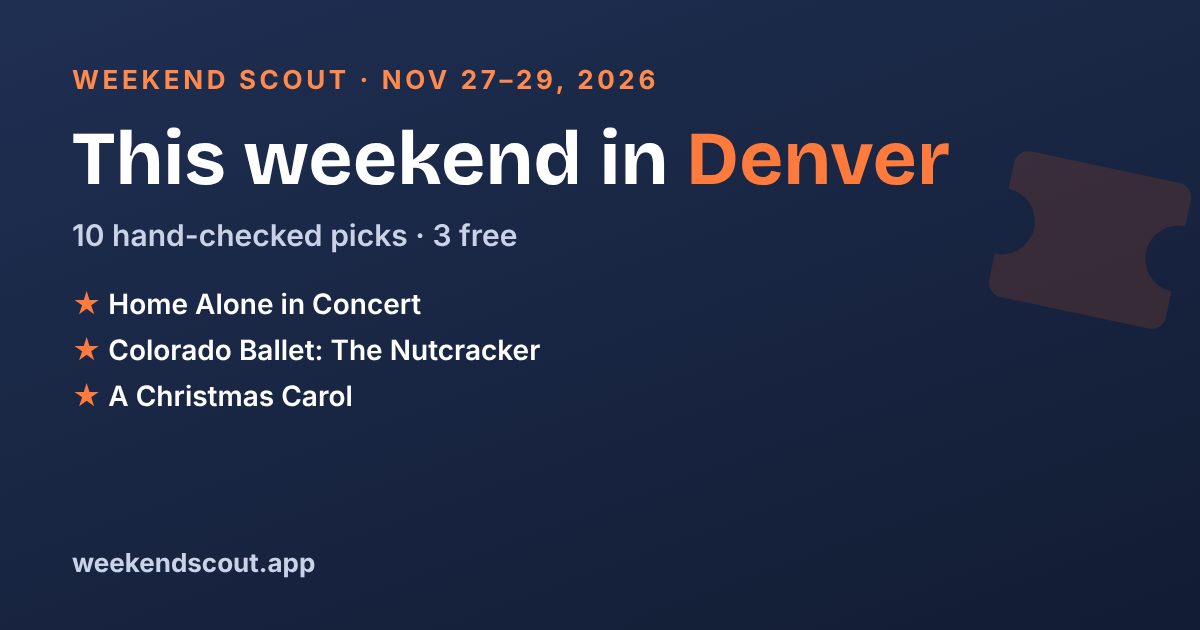 WEEKEND SCOUT · NOV 27–29, 2026
This weekend in Denver
10 hand-checked picks · 3 free
★ Home Alone in Concert
★ Colorado Ballet: The Nutcracker
★ A Christmas Carol
weekendscout.app